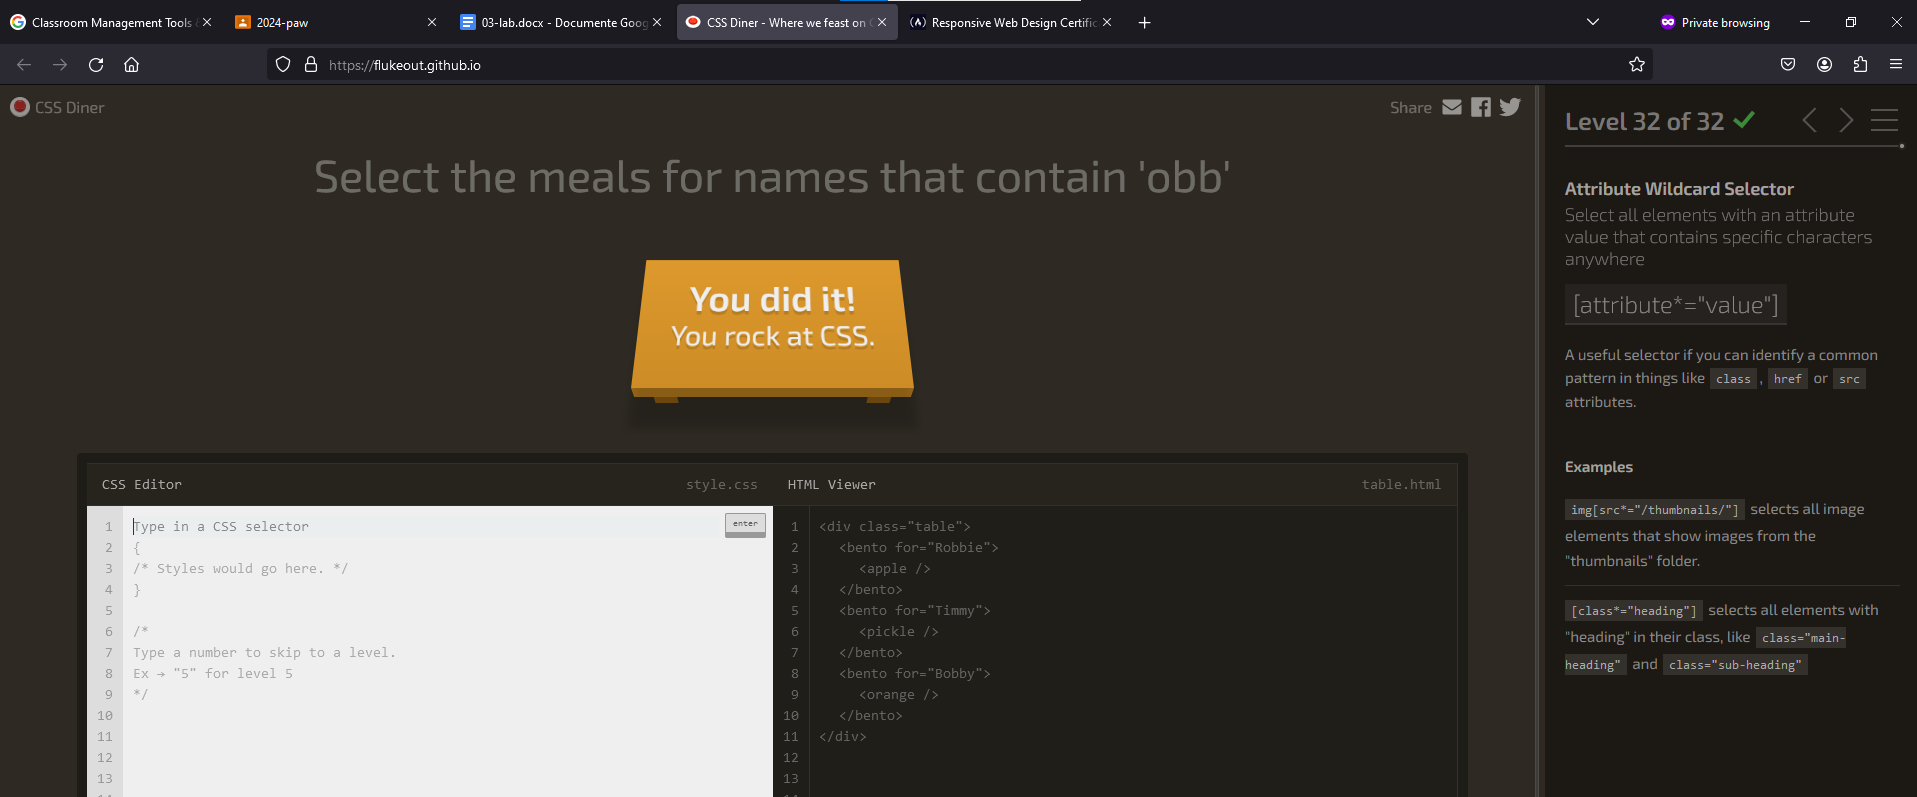 Classroom Management Tools &
2024-paw
03-lab.docx - Documente Goog
CSS Diner - Where we feast on C
Responsive Web Design Certific
Private browsing
https://flukeout.github.io
CSS Diner
Share
Select the meals for names that contain 'obb'
You did it!
You rock at CSS.
CSS Editor
style.css
1 Type in a CSS selector
enter
2 {
3 /* Styles would go here. */
4 }
5
6 /*
7 Type a number to skip to a level.
8 Ex → "5" for level 5
9 */
10
11
12
13
HTML Viewer
table.html
1 <div class="table">
2 <bento for="Robbie">
3 <apple />
4 </bento>
5 <bento for="Timmy">
6 <pickle />
7 </bento>
8 <bento for="Bobby">
9 <orange />
10 </bento>
11 </div>
12
13
Level 32 of 32
Attribute Wildcard Selector
Select all elements with an attribute
value that contains specific characters
anywhere
[attribute*="value"]
A useful selector if you can identify a common
pattern in things like class , href or src
attributes.
Examples
img[src*="/thumbnails/"] selects all image
elements that show images from the
"thumbnails" folder.
[class*="heading"] selects all elements with
"heading" in their class, like class="main-
heading" and class="sub-heading"